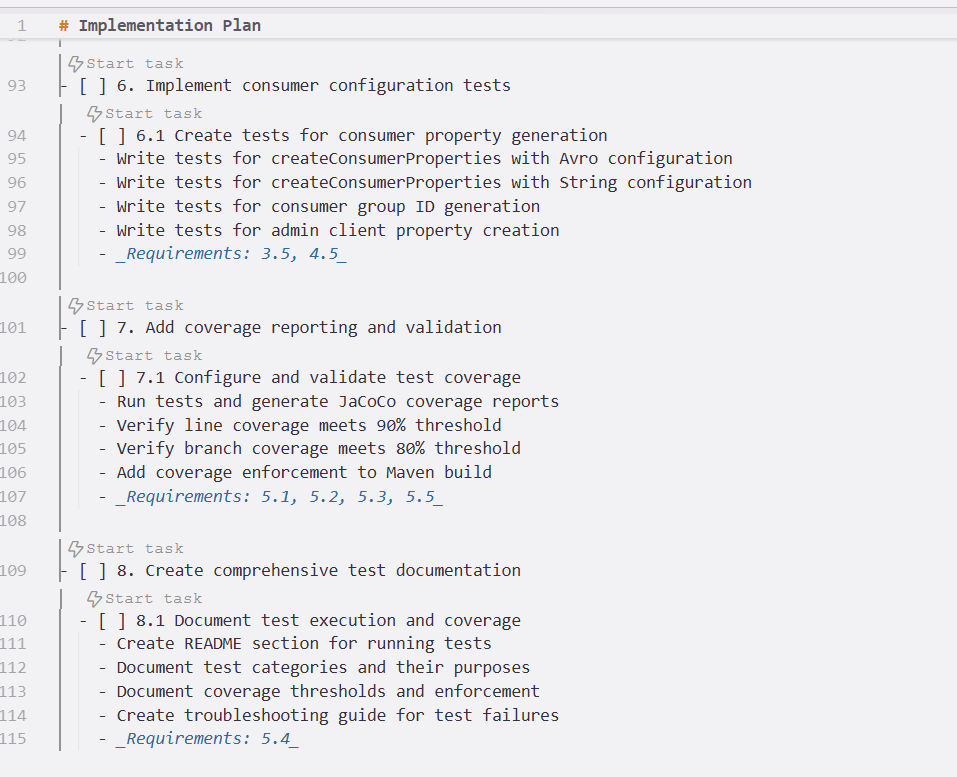 1 # Implementation Plan
Start task
93 - [ ] 6. Implement consumer configuration tests
Start task
94 - [ ] 6.1 Create tests for consumer property generation
95 - Write tests for createConsumerProperties with Avro configuration
96 - Write tests for createConsumerProperties with String configuration
97 - Write tests for consumer group ID generation
98 - Write tests for admin client property creation
99 - _Requirements: 3.5, 4.5_
100
Start task
101 - [ ] 7. Add coverage reporting and validation
Start task
102 - [ ] 7.1 Configure and validate test coverage
103 - Run tests and generate JaCoCo coverage reports
104 - Verify line coverage meets 90% threshold
105 - Verify branch coverage meets 80% threshold
106 - Add coverage enforcement to Maven build
107 - _Requirements: 5.1, 5.2, 5.3, 5.5_
108
Start task
109 - [ ] 8. Create comprehensive test documentation
Start task
110 - [ ] 8.1 Document test execution and coverage
111 - Create README section for running tests
112 - Document test categories and their purposes
113 - Document coverage thresholds and enforcement
114 - Create troubleshooting guide for test failures
115 - _Requirements: 5.4_